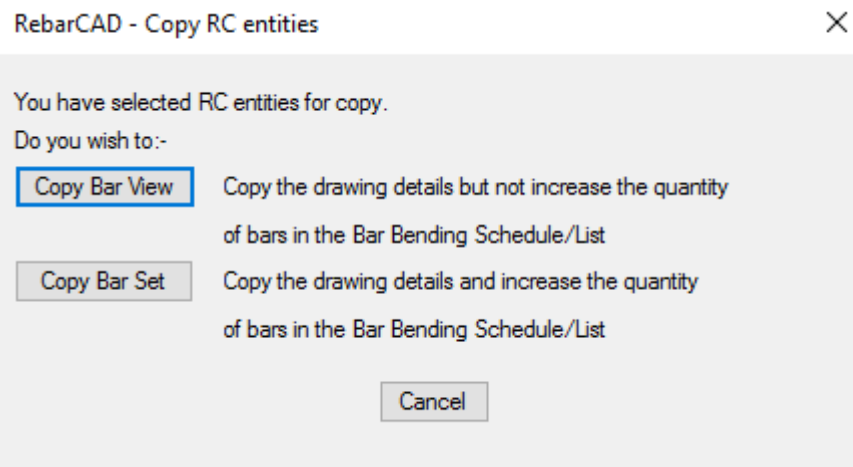 RebarCAD - Copy RC entities
You have selected RC entities for copy.
Do you wish to:-
Copy Bar View Copy the drawing details but not increase the quantity
of bars in the Bar Bending Schedule/List
Copy Bar Set Copy the drawing details and increase the quantity
of bars in the Bar Bending Schedule/List
Cancel